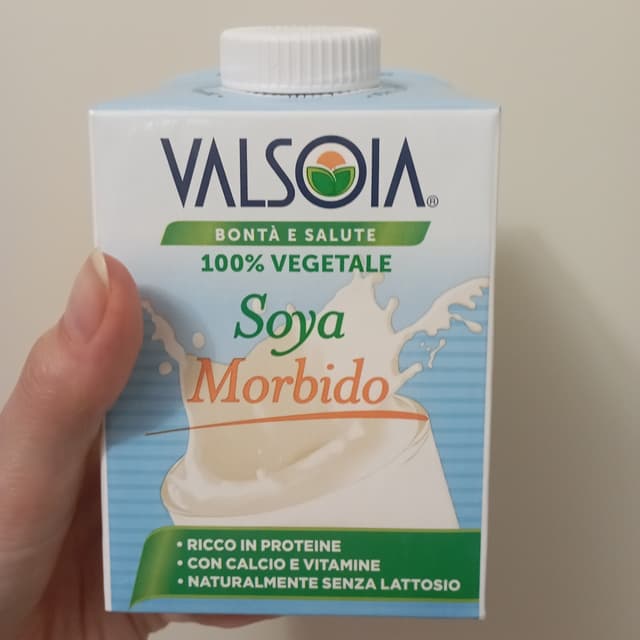 VALSOIA®
BONTÀ E SALUTE
100% VEGETALE
Soya
Morbido
• RICCO IN PROTEINE
• CON CALCIO E VITAMINE
• NATURALMENTE SENZA LATTOSIO